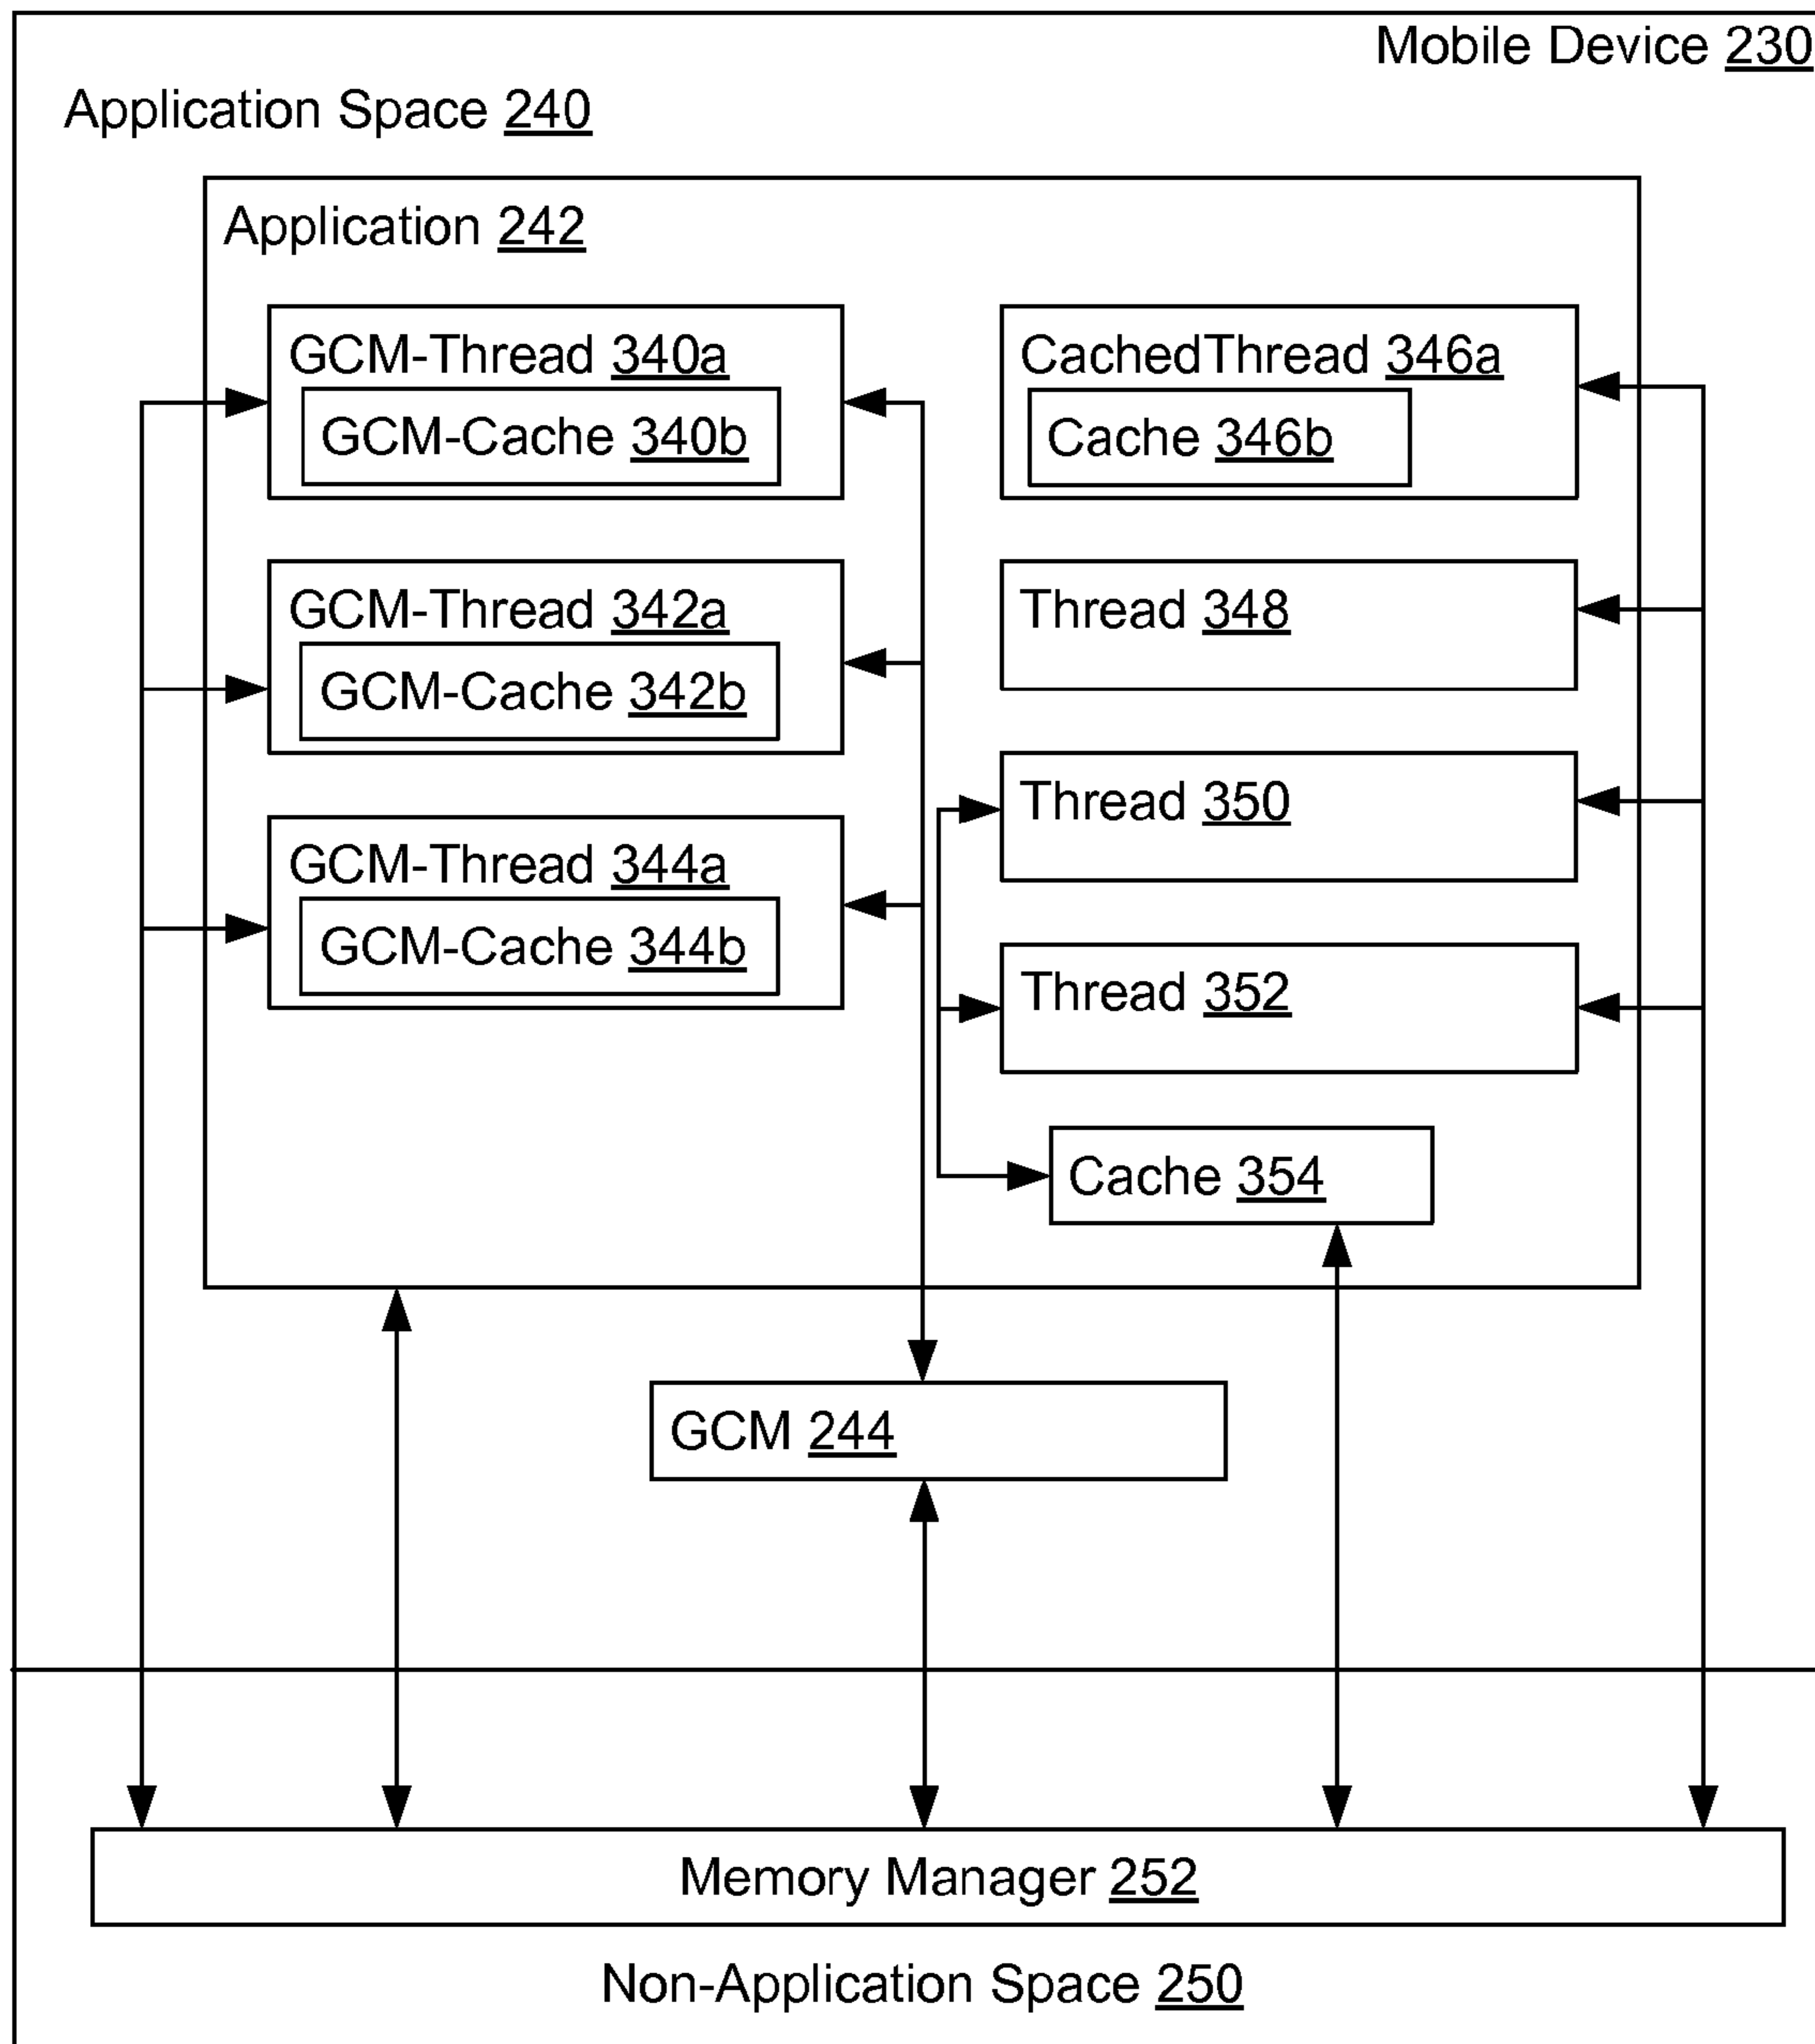 Mobile Device 230
Application Space 240
Application 242
GCM-Thread 340a
GCM-Cache 340b
CachedThread 346a
Cache 346b
GCM-Thread 342a
GCM-Cache 342b
Thread 348
GCM-Thread 344a
GCM-Cache 344b
Thread 350
Thread 352
Cache 354
GCM 244
Memory Manager 252
Non-Application Space 250